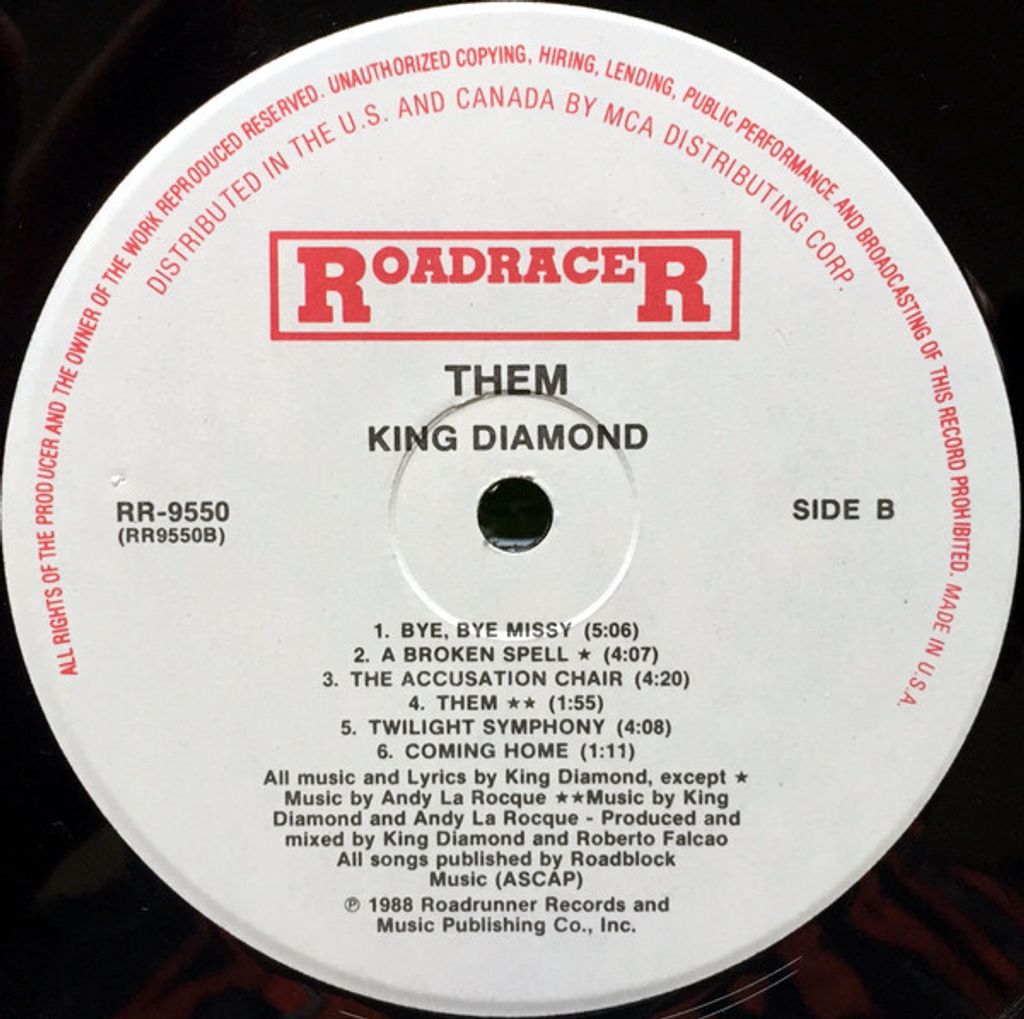 ALL RIGHTS OF THE PRODUCER AND THE OWNER OF THE WORK REPRODUCED RESERVED. UNAUTHORIZED COPYING, HIRING, LENDING, PUBLIC PERFORMANCE AND BROADCASTING OF THIS RECORD PROHIBITED. MADE IN U.S.A.
DISTRIBUTED IN THE U.S. AND CANADA BY MCA DISTRIBUTING CORP.
ROADRACER
THEM
KING DIAMOND
RR-9550
(RR9550B)
SIDE B
1. BYE, BYE MISSY (5:06)
2. A BROKEN SPELL ★ (4:07)
3. THE ACCUSATION CHAIR (4:20)
4. THEM ★★ (1:55)
5. TWILIGHT SYMPHONY (4:08)
6. COMING HOME (1:11)
All music and Lyrics by King Diamond, except ★
Music by Andy La Rocque ★★Music by King
Diamond and Andy La Rocque - Produced and
mixed by King Diamond and Roberto Falcao
All songs published by Roadblock
Music (ASCAP)
℗ 1988 Roadrunner Records and
Music Publishing Co., Inc.